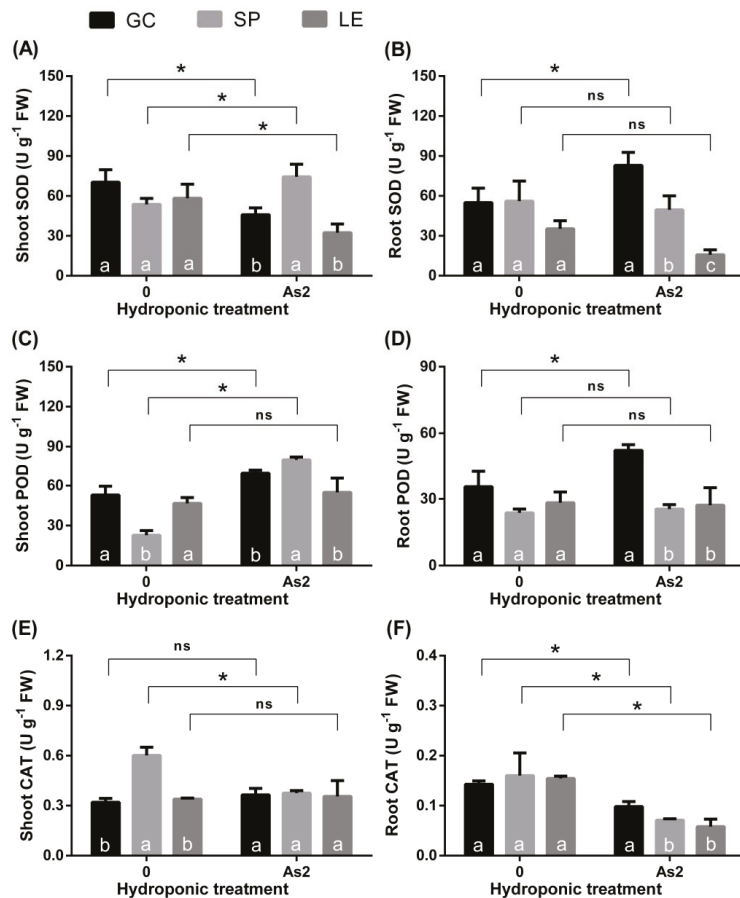 GC SP LE
(A)
Shoot SOD (U g⁻¹ FW)
150
120
90
60
30
0
*
*
*
a a a b a b
0 As2
Hydroponic treatment
(B)
Root SOD (U g⁻¹ FW)
150
120
90
60
30
0
*
ns
ns
a a a a b c
0 As2
Hydroponic treatment
(C)
Shoot POD (U g⁻¹ FW)
150
120
90
60
30
0
*
*
ns
a b a b a b
0 As2
Hydroponic treatment
(D)
Root POD (U g⁻¹ FW)
90
60
30
0
*
ns
ns
a a a a b b
0 As2
Hydroponic treatment
(E)
Shoot CAT (U g⁻¹ FW)
1.2
0.9
0.6
0.3
0.0
ns
*
ns
b a b a a a
0 As2
Hydroponic treatment
(F)
Root CAT (U g⁻¹ FW)
0.4
0.3
0.2
0.1
0.0
*
*
*
a a a a b b
0 As2
Hydroponic treatment